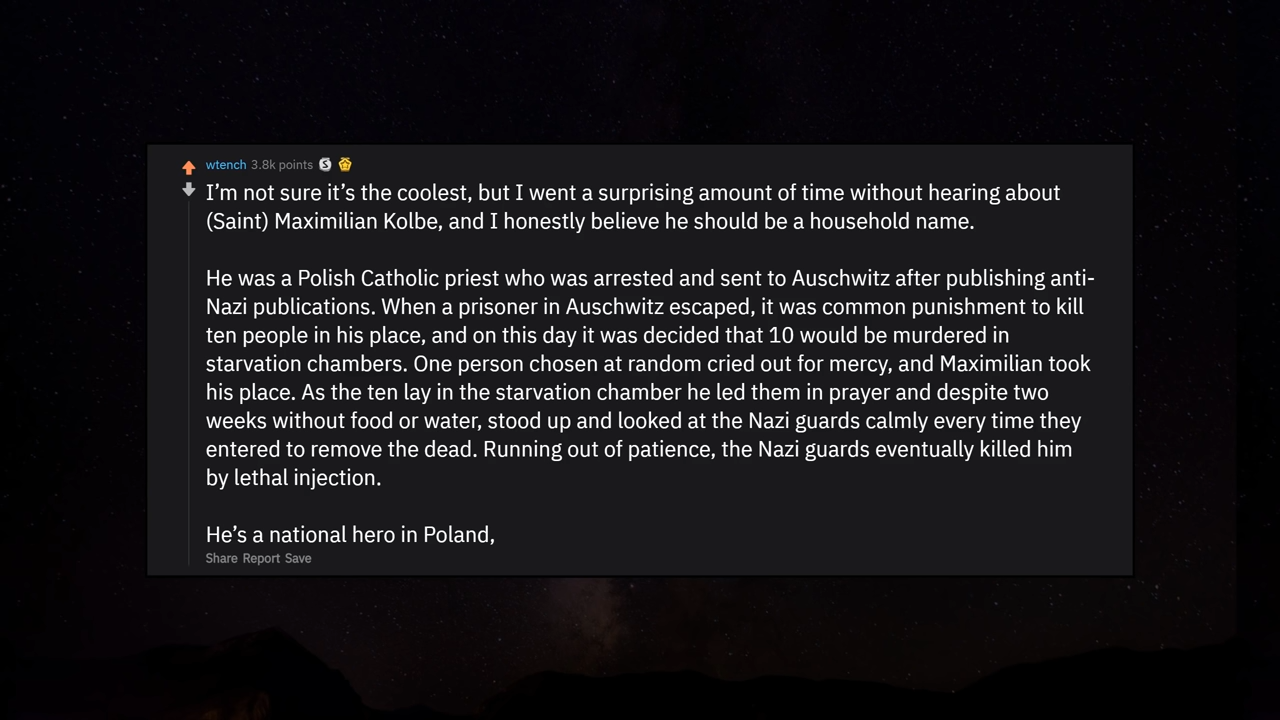 wtench 3.8k points
I'm not sure it's the coolest, but I went a surprising amount of time without hearing about
(Saint) Maximilian Kolbe, and I honestly believe he should be a household name.
He was a Polish Catholic priest who was arrested and sent to Auschwitz after publishing anti-
Nazi publications. When a prisoner in Auschwitz escaped, it was common punishment to kill
ten people in his place, and on this day it was decided that 10 would be murdered in
starvation chambers. One person chosen at random cried out for mercy, and Maximilian took
his place. As the ten lay in the starvation chamber he led them in prayer and despite two
weeks without food or water, stood up and looked at the Nazi guards calmly every time they
entered to remove the dead. Running out of patience, the Nazi guards eventually killed him
by lethal injection.
He's a national hero in Poland,
Share Report Save